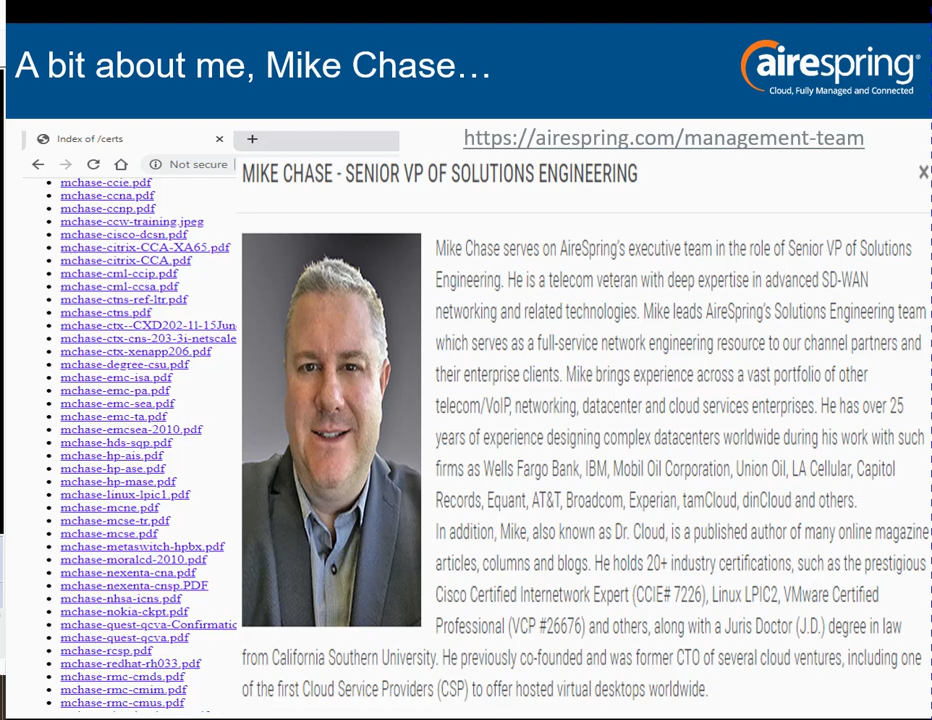 A bit about me, Mike Chase…
airespring®
Cloud, Fully Managed and Connected
Index of /certs
Not secure
https://airespring.com/management-team
mchase-ccie.pdf
mchase-ccna.pdf
mchase-ccnp.pdf
mchase-ccw-training.jpeg
mchase-cisco-dcsn.pdf
mchase-citrix-CCA-XA65.pdf
mchase-citrix-CCA.pdf
mchase-cml-ccip.pdf
mchase-cml-ccsa.pdf
mchase-ctns-ref-ltr.pdf
mchase-ctns.pdf
mchase-ctx--CXD202-1I-15Jun
mchase-ctx-cns-203-3i-netscale
mchase-ctx-xenapp206.pdf
mchase-degree-csu.pdf
mchase-emc-isa.pdf
mchase-emc-pa.pdf
mchase-emc-sea.pdf
mchase-emc-ta.pdf
mchase-emcsea-2010.pdf
mchase-hds-sqp.pdf
mchase-hp-ais.pdf
mchase-hp-ase.pdf
mchase-hp-mase.pdf
mchase-linux-lpic1.pdf
mchase-mcne.pdf
mchase-mcse-tr.pdf
mchase-mcse.pdf
mchase-metaswitch-hpbx.pdf
mchase-moralcd-2010.pdf
mchase-nexenta-cna.pdf
mchase-nexenta-cnsp.PDF
mchase-nhsa-icns.pdf
mchase-nokia-ckpt.pdf
mchase-quest-qcva-Confirmatio
mchase-quest-qcva.pdf
mchase-rcsp.pdf
mchase-redhat-rh033.pdf
mchase-rmc-cmds.pdf
mchase-rmc-cmim.pdf
mchase-rmc-cmus.pdf
MIKE CHASE - SENIOR VP OF SOLUTIONS ENGINEERING
Mike Chase serves on AireSpring's executive team in the role of Senior VP of Solutions
Engineering. He is a telecom veteran with deep expertise in advanced SD-WAN
networking and related technologies. Mike leads AireSpring's Solutions Engineering team
which serves as a full-service network engineering resource to our channel partners and
their enterprise clients. Mike brings experience across a vast portfolio of other
telecom/VoIP, networking, datacenter and cloud services enterprises. He has over 25
years of experience designing complex datacenters worldwide during his work with such
firms as Wells Fargo Bank, IBM, Mobil Oil Corporation, Union Oil, LA Cellular, Capitol
Records, Equant, AT&T, Broadcom, Experian, tamCloud, dinCloud and others.
In addition, Mike, also known as Dr. Cloud, is a published author of many online magazine
articles, columns and blogs. He holds 20+ industry certifications, such as the prestigious
Cisco Certified Internetwork Expert (CCIE# 7226), Linux LPIC2, VMware Certified
Professional (VCP #26676) and others, along with a Juris Doctor (J.D.) degree in law
from California Southern University. He previously co-founded and was former CTO of several cloud ventures, including one
of the first Cloud Service Providers (CSP) to offer hosted virtual desktops worldwide.